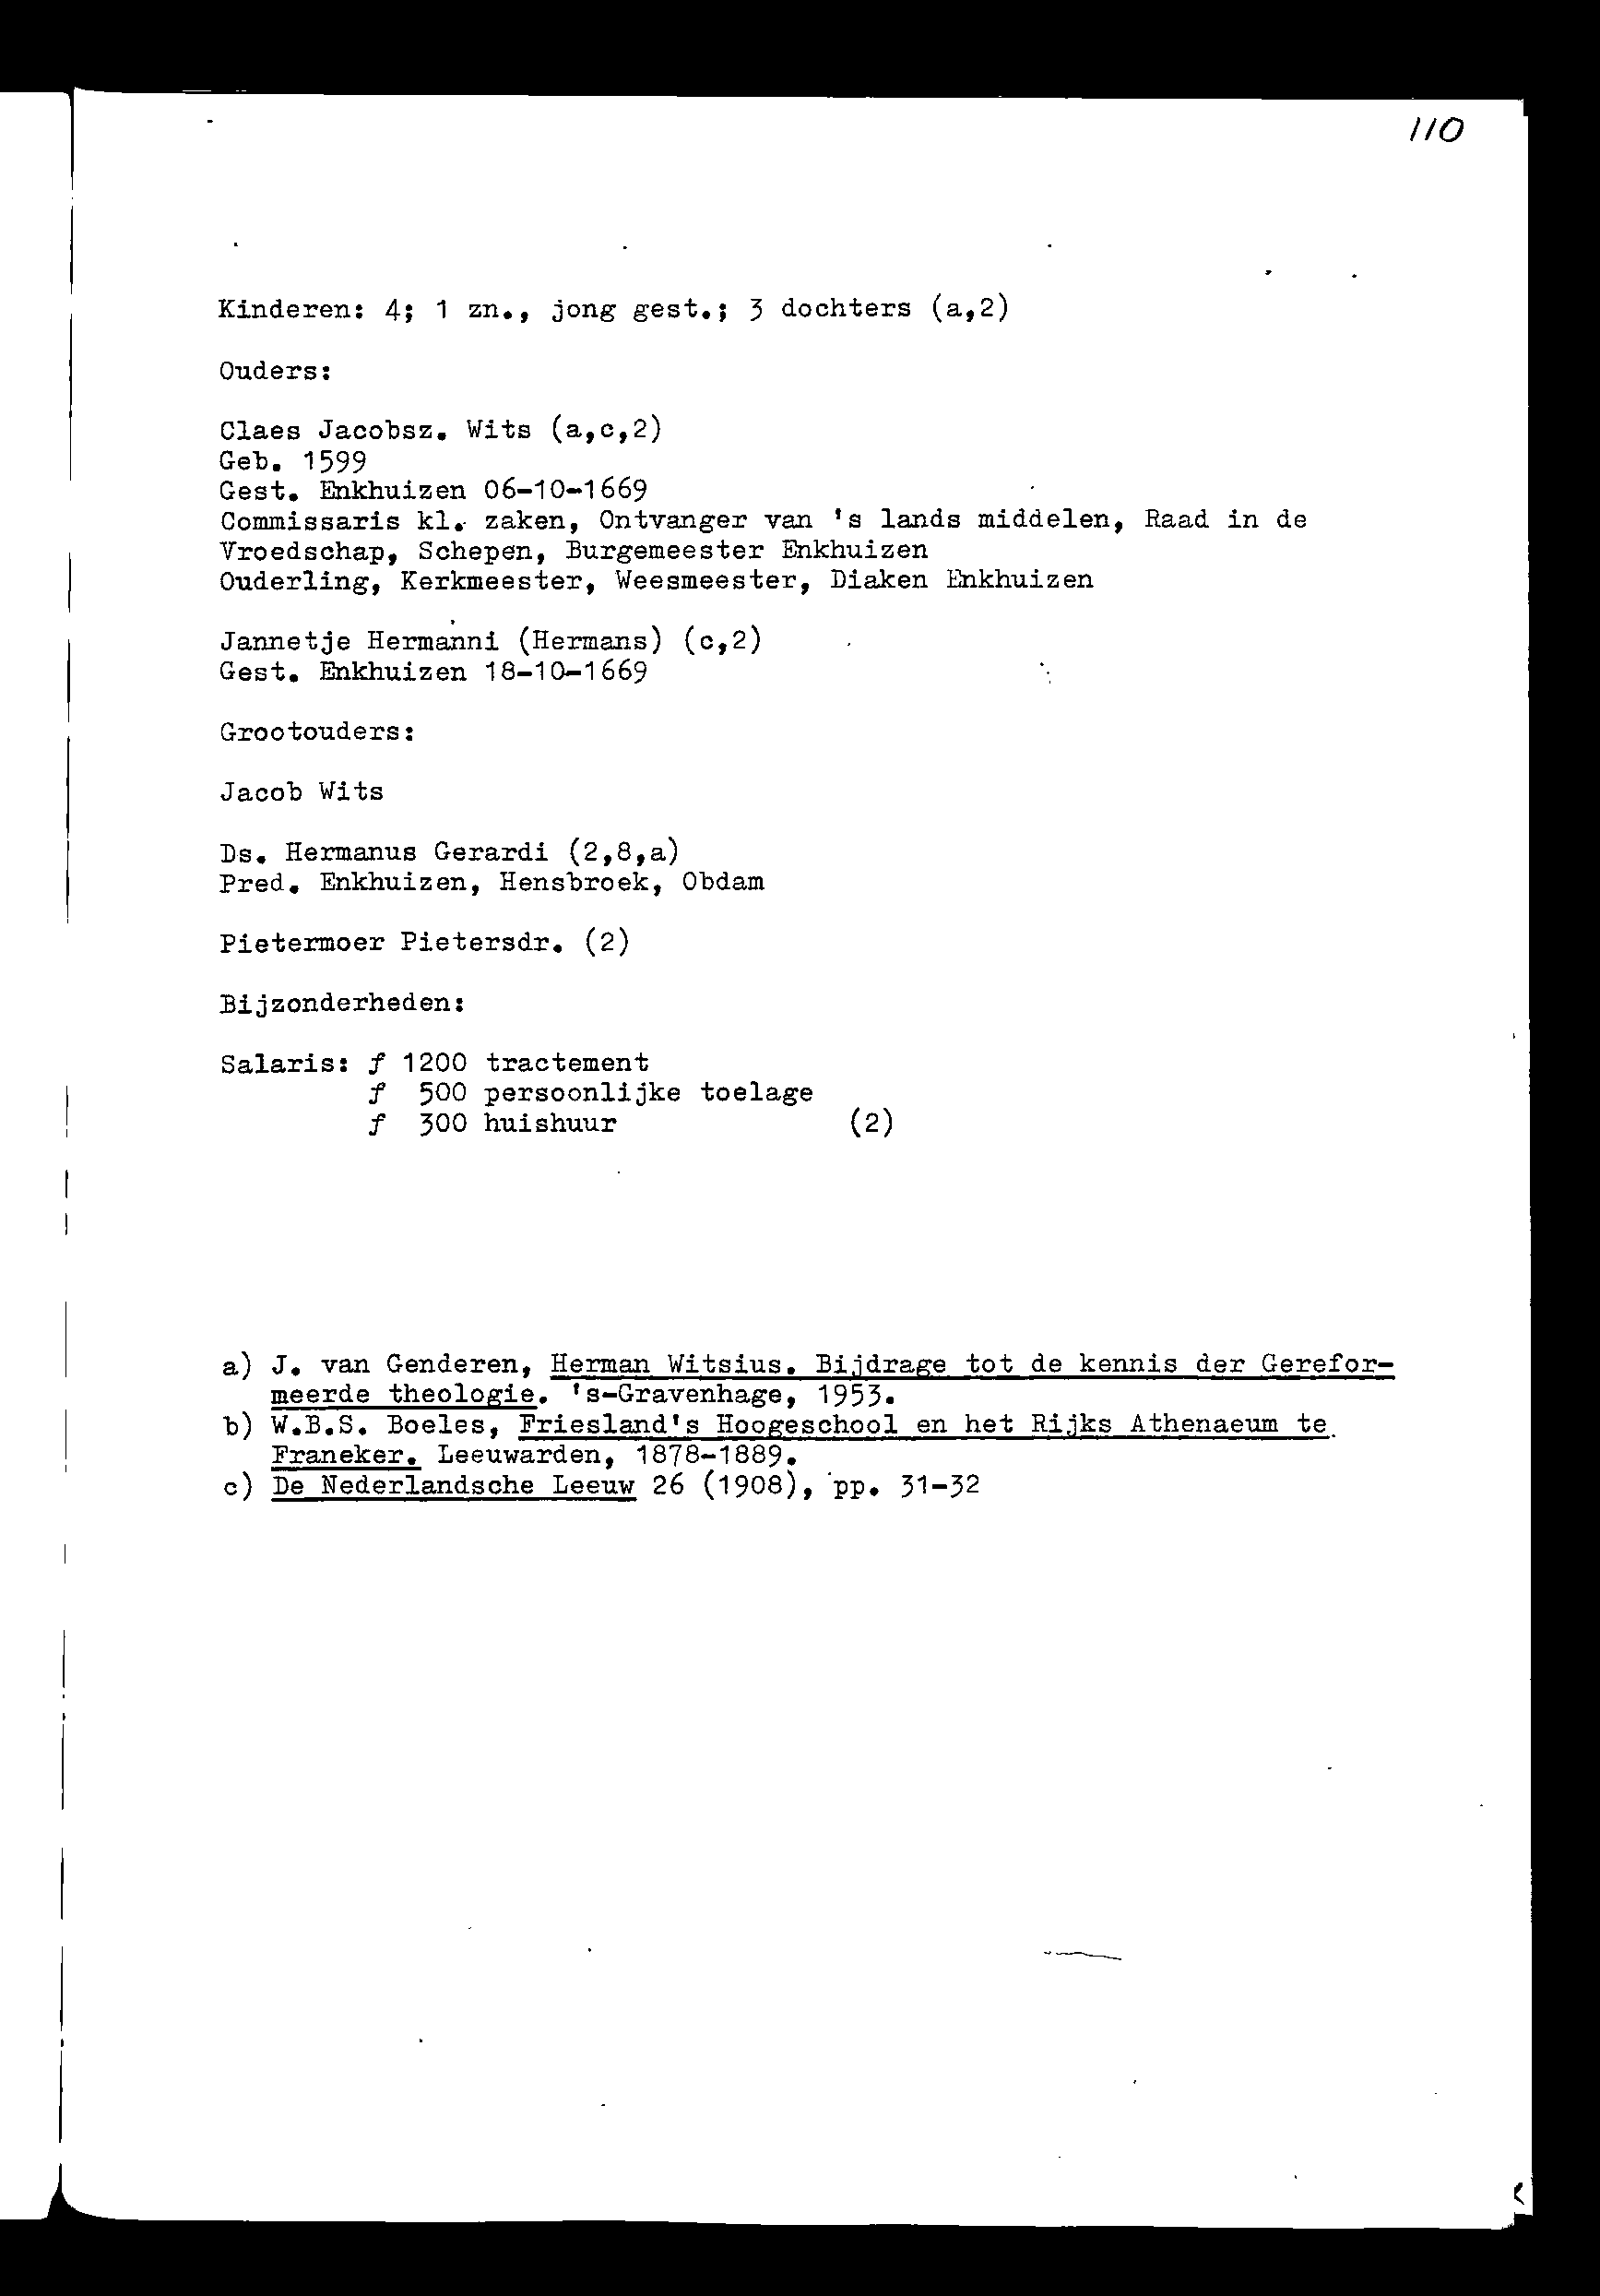 110
Kinderen: 4; 1 zn., jong gest.; 3 dochters (a,2)
Ouders:
Claes Jacobsz. Wits (a,c,2)
Geb. 1599
Gest. Enkhuizen 06-10-1669
Commissaris kl. zaken, Ontvanger van 's lands middelen, Raad in de
Vroedschap, Schepen, Burgemeester Enkhuizen
Ouderling, Kerkmeester, Weesmeester, Diaken Enkhuizen
Jannetje Hermanni (Hermans) (c,2)
Gest. Enkhuizen 18-10-1669
Grootouders:
Jacob Wits
Ds. Hermanus Gerardi (2,8,a)
Pred. Enkhuizen, Hensbroek, Obdam
Pietermoer Pietersdr. (2)
Bijzonderheden:
Salaris: ƒ 1200 tractement
ƒ 500 persoonlijke toelage
ƒ 300 huishuur (2)
a) J. van Genderen, Herman Witsius. Bijdrage tot de kennis der Gerefor-
meerde theologie. 's-Gravenhage, 1953.
b) W.B.S. Boeles, Friesland's Hoogeschool en het Rijks Athenaeum te
Franeker. Leeuwarden, 1878-1889.
c) De Nederlandsche Leeuw 26 (1908), pp. 31-32